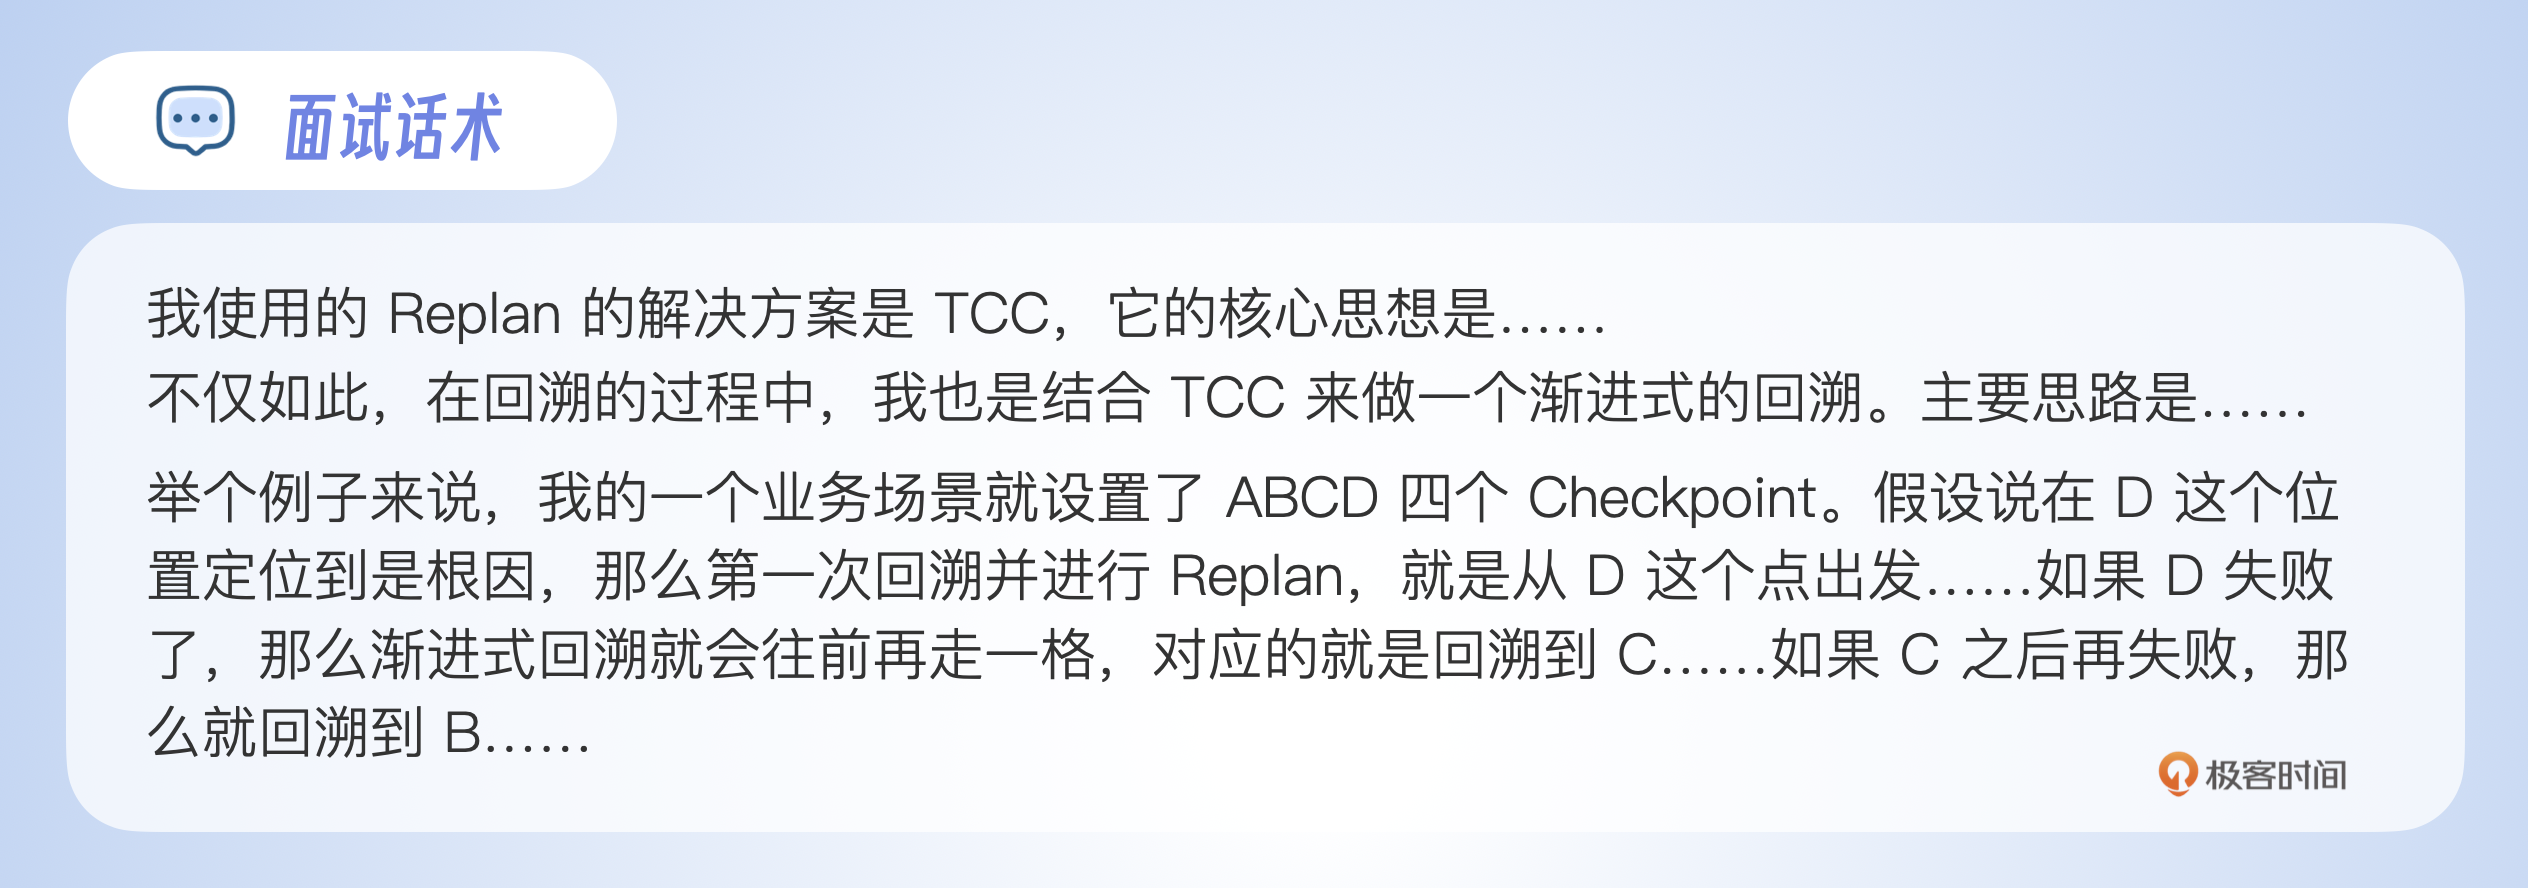 面试话术
我使用的 Replan 的解决方案是 TCC，它的核心思想是……
不仅如此，在回溯的过程中，我也是结合 TCC 来做一个渐进式的回溯。主要思路是……
举个例子来说，我的一个业务场景就设置了 ABCD 四个 Checkpoint。假设说在 D 这个位
置定位到是根因，那么第一次回溯并进行 Replan，就是从 D 这个点出发……如果 D 失败
了，那么渐进式回溯就会往前再走一格，对应的就是回溯到 C……如果 C 之后再失败，那
么就回溯到 B……
极客时间